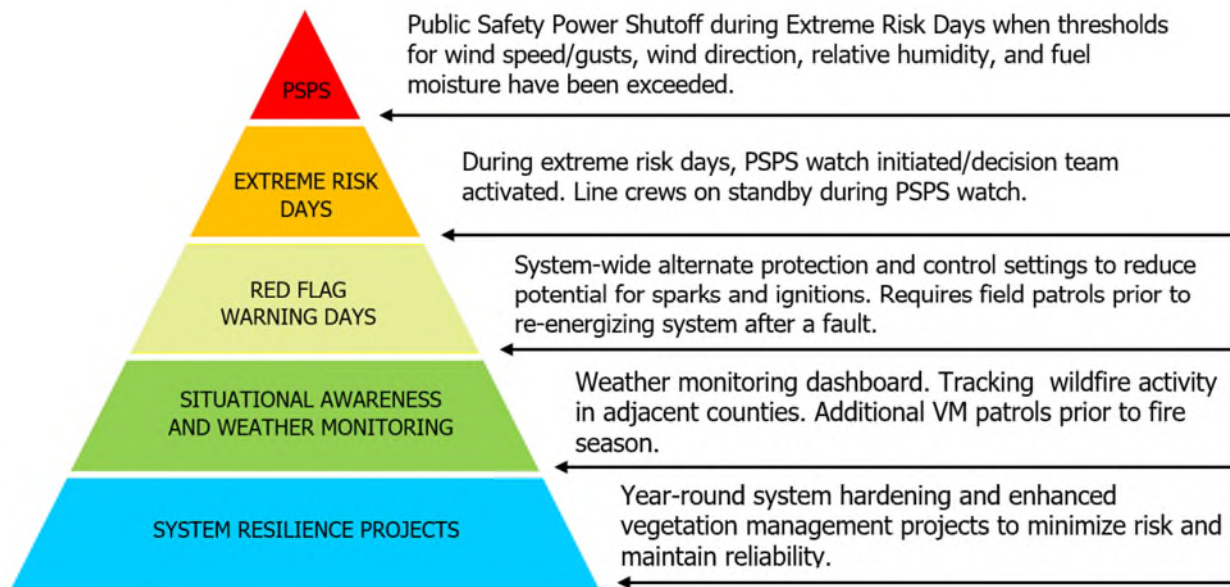 Public Safety Power Shutoff during Extreme Risk Days when thresholds
for wind speed/gusts, wind direction, relative humidity, and fuel
moisture have been exceeded.
PSPS
During extreme risk days, PSPS watch initiated/decision team
activated. Line crews on standby during PSPS watch.
EXTREME RISK
DAYS
System-wide alternate protection and control settings to reduce
potential for sparks and ignitions. Requires field patrols prior to
re-energizing system after a fault.
RED FLAG
WARNING DAYS
Weather monitoring dashboard. Tracking wildfire activity
in adjacent counties. Additional VM patrols prior to fire
season.
SITUATIONAL AWARENESS
AND WEATHER MONITORING
Year-round system hardening and enhanced
vegetation management projects to minimize risk and
maintain reliability.
SYSTEM RESILIENCE PROJECTS